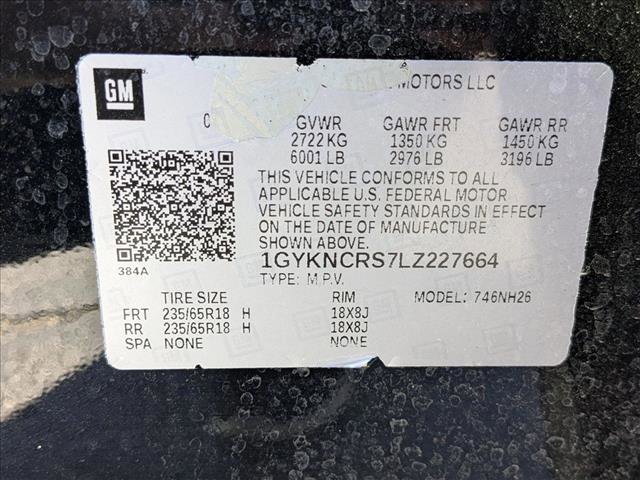 GM
MOTORS LLC
GVWR GAWR FRT GAWR RR
2722 KG 1350 KG 1450 KG
6001 LB 2976 LB 3196 LB
THIS VEHICLE CONFORMS TO ALL
APPLICABLE U.S. FEDERAL MOTOR
VEHICLE SAFETY STANDARDS IN EFFECT
ON THE DATE OF MANUFACTURE
SHOWN ABOVE.
384A
1GYKNCRS7LZ227664
TYPE: M.P.V.
TIRE SIZE RIM MODEL: 746NH26
FRT 235/65R18 H 18X8J
RR 235/65R18 H 18X8J
SPA NONE NONE